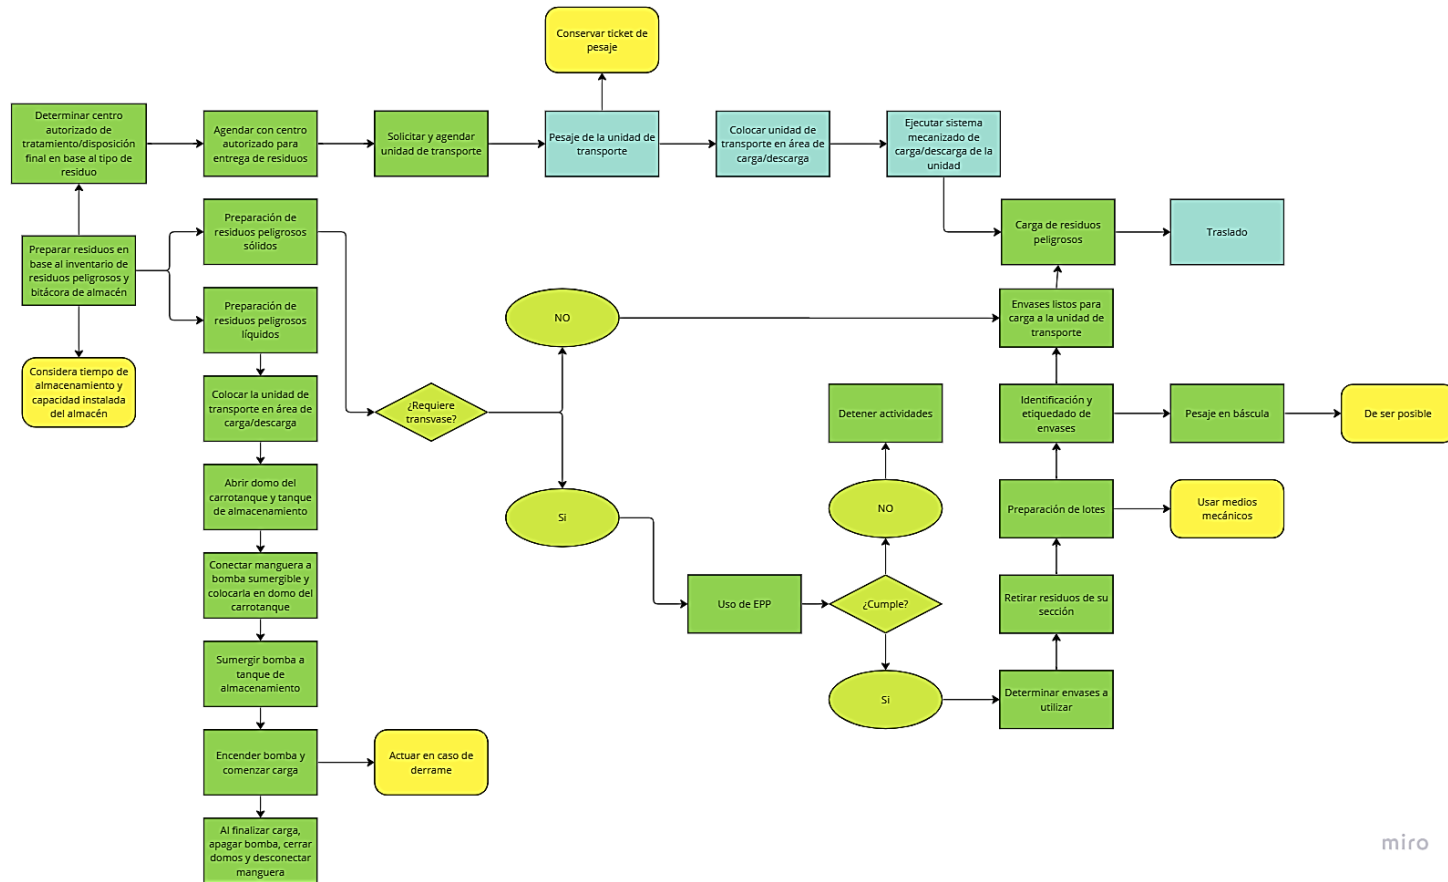 Conservar ticket de
pesaje
Determinar centro
autorizado de
tratamiento/disposición
final en base al tipo de
residuo
Agendar con centro
autorizado para
entrega de residuos
Solicitar y agendar
unidad de transporte
Pesaje de la unidad de
transporte
Colocar unidad de
transporte en área de
carga/descarga
Ejecutar sistema
mecanizado de
carga/descarga de la
unidad
Preparar residuos en
base al inventario de
residuos peligrosos y
bitácora de almacén
Preparación de
residuos peligrosos
sólidos
Carga de residuos
peligrosos
Traslado
Preparación de
residuos peligrosos
líquidos
NO
Envases listos para
carga a la unidad de
transporte
Considera tiempo de
almacenamiento y
capacidad instalada
del almacén
Colocar la unidad de
transporte en área de
carga/descarga
¿Requiere
transvase?
Detener actividades
Identificación y
etiquedado de
envases
Pesaje en báscula
De ser posible
Abrir domo del
carrotanque y tanque
de almacenamiento
Si
NO
Preparación de lotes
Usar medios
mecánicos
Conectar manguera a
bomba sumergible y
colocarla en domo del
carrotanque
Uso de EPP
¿Cumple?
Retirar residuos de su
sección
Sumergir bomba a
tanque de
almacenamiento
Si
Determinar envases a
utilizar
Encender bomba y
comenzar carga
Actuar en caso de
derrame
Al finalizar carga,
apagar bomba, cerrar
domos y desconectar
manguera
miro